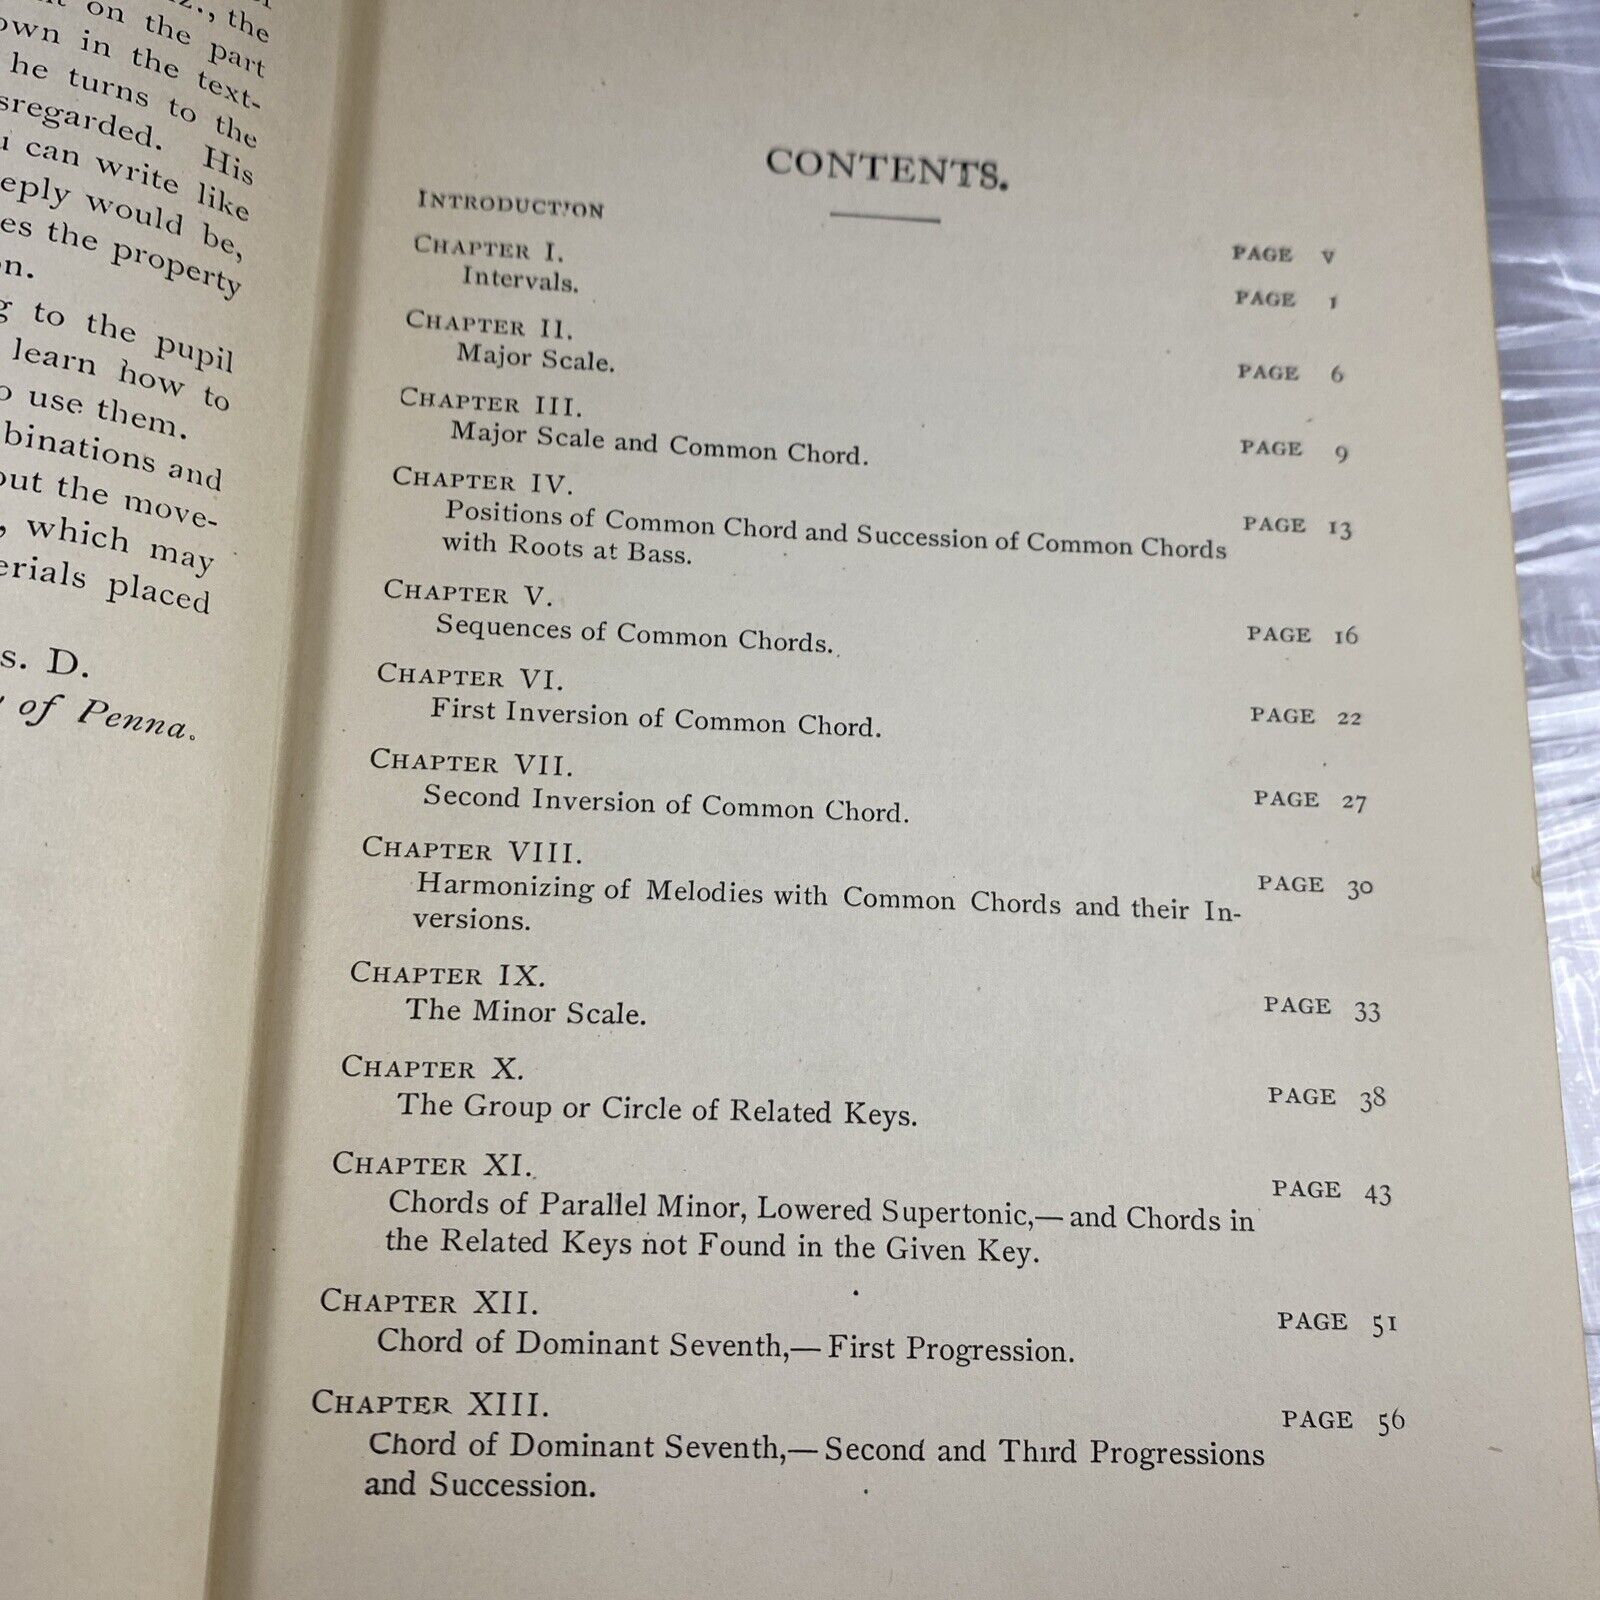 the
on the part
own in the text-
he turns to the
sregarded. His
can write like
eply would be,
es the property
n.
to the pupil
learn how to
use them.
binations and
out the move-
, which may
erials placed
s. D.
of Penna.
CONTENTS.
INTRODUCTION PAGE V
CHAPTER I. PAGE 1
Intervals.
CHAPTER II. PAGE 6
Major Scale.
CHAPTER III. PAGE 9
Major Scale and Common Chord.
CHAPTER IV. PAGE 13
Positions of Common Chord and Succession of Common Chords
with Roots at Bass.
CHAPTER V. PAGE 16
Sequences of Common Chords.
CHAPTER VI. PAGE 22
First Inversion of Common Chord.
CHAPTER VII. PAGE 27
Second Inversion of Common Chord.
CHAPTER VIII. PAGE 30
Harmonizing of Melodies with Common Chords and their In-
versions.
CHAPTER IX. PAGE 33
The Minor Scale.
CHAPTER X. PAGE 38
The Group or Circle of Related Keys.
CHAPTER XI. PAGE 43
Chords of Parallel Minor, Lowered Supertonic,—and Chords in
the Related Keys not Found in the Given Key.
CHAPTER XII. PAGE 51
Chord of Dominant Seventh,—First Progression.
CHAPTER XIII. PAGE 56
Chord of Dominant Seventh,—Second and Third Progressions
and Succession.